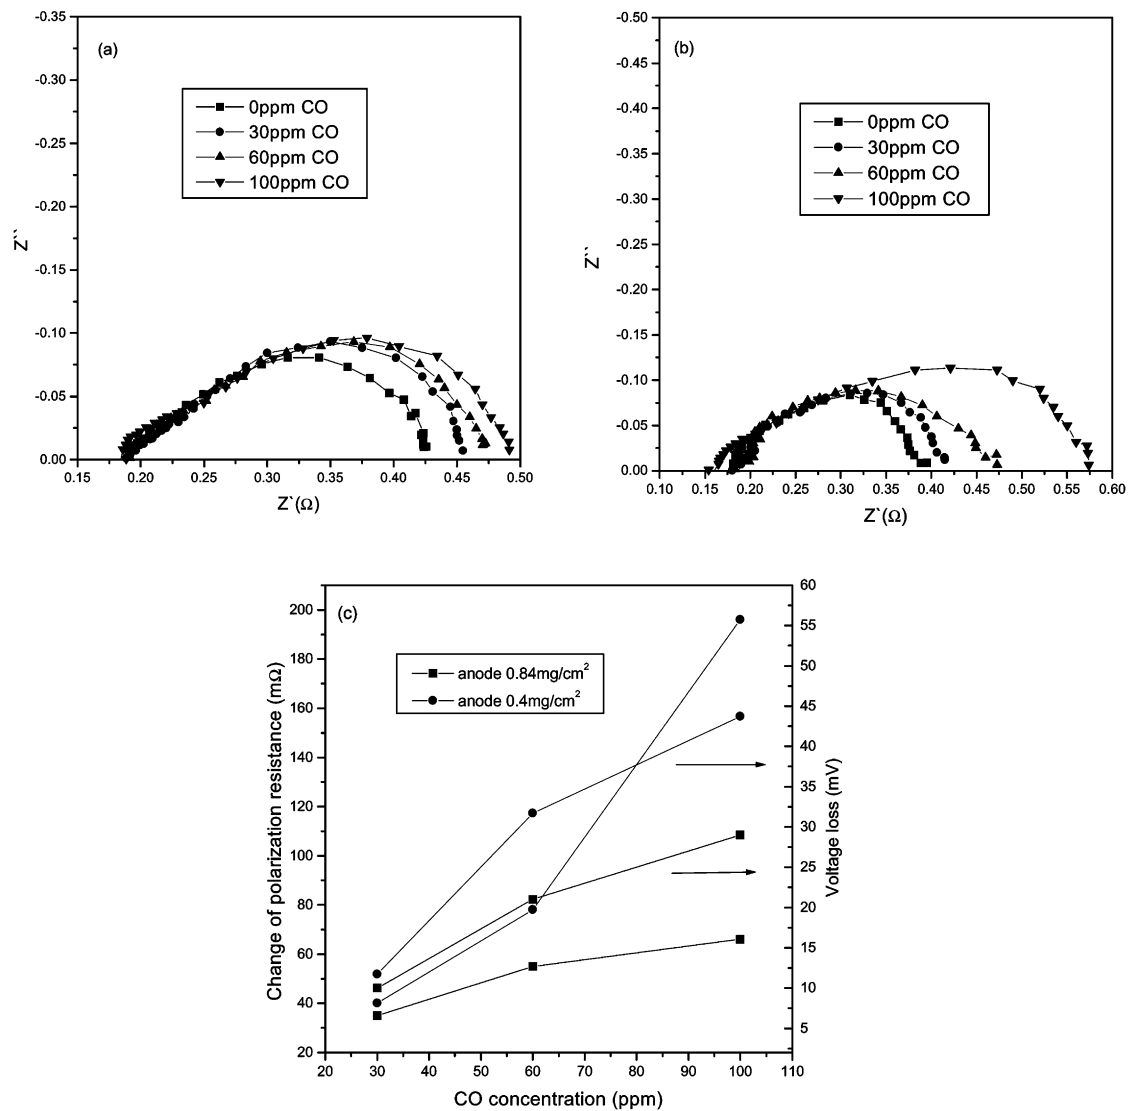 (a)
-0.35
-0.30
-0.25
-0.20
-0.15
-0.10
-0.05
0.00
Z``
0ppm CO
30ppm CO
60ppm CO
100ppm CO
0.15 0.20 0.25 0.30 0.35 0.40 0.45 0.50
Z`(Ω)
(b)
-0.50
-0.45
-0.40
-0.35
-0.30
-0.25
-0.20
-0.15
-0.10
-0.05
0.00
Z``
0ppm CO
30ppm CO
60ppm CO
100ppm CO
0.10 0.15 0.20 0.25 0.30 0.35 0.40 0.45 0.50 0.55 0.60
Z`(Ω)
(c)
200
180
160
140
120
100
80
60
40
20
Change of polarization resistance (mΩ)
anode 0.84mg/cm²
anode 0.4mg/cm²
60
55
50
45
40
35
30
25
20
15
10
5
Voltage loss (mV)
20 30 40 50 60 70 80 90 100 110
CO concentration (ppm)